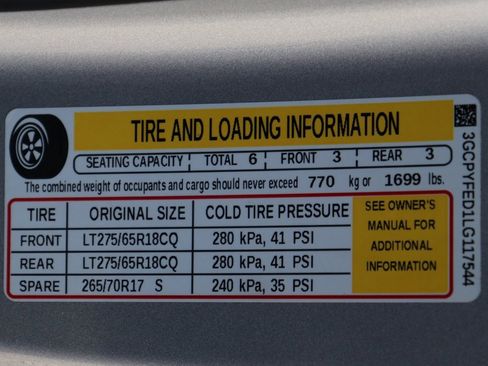 TIRE AND LOADING INFORMATION
SEATING CAPACITY TOTAL 6 FRONT 3 REAR 3
The combined weight of occupants and cargo should never exceed 770 kg or 1699 lbs.
TIRE ORIGINAL SIZE COLD TIRE PRESSURE
FRONT LT275/65R18CQ 280 kPa, 41 PSI
REAR LT275/65R18CQ 280 kPa, 41 PSI
SPARE 265/70R17 S 240 kPa, 35 PSI
SEE OWNER'S
MANUAL FOR
ADDITIONAL
INFORMATION
3GCPYFED1LG117544